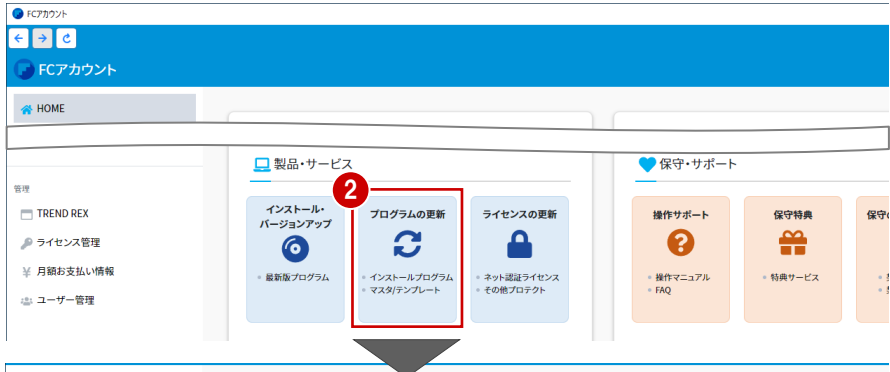 FCアカウント
FCアカウント
HOME
製品・サービス
保守・サポート
管理
TREND REX
ライセンス管理
¥ 月額お支払い情報
ユーザー管理
2
インストール・
バージョンアップ
• 最新版プログラム
プログラムの更新
• インストールプログラム
• マスタ/テンプレート
ライセンスの更新
• ネット認証ライセンス
• その他プロテクト
操作サポート
?
• 操作マニュアル
• FAQ
保守特典
• 特典サービス
保守の